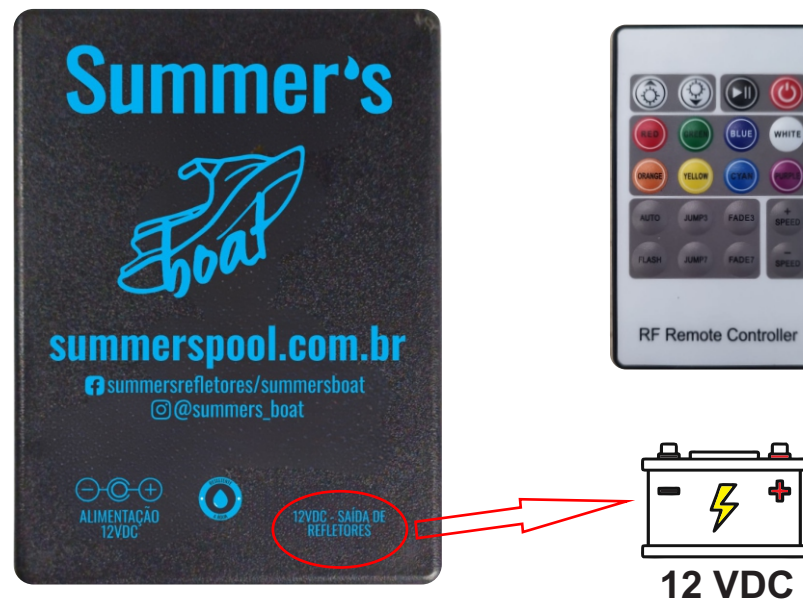 Summer's
boat
summerspool.com.br
summersrefletores/summersboat
@summers_boat
ALIMENTAÇÃO
12VDC
12VDC - SAÍDA DE
REFLETORES
RED
GREEN
BLUE
WHITE
ORANGE
YELLOW
CYAN
PURPLE
AUTO
JUMP3
FADE3
+
SPEED
FLASH
JUMP7
FADE7
-
SPEED
RF Remote Controller
- +
12 VDC